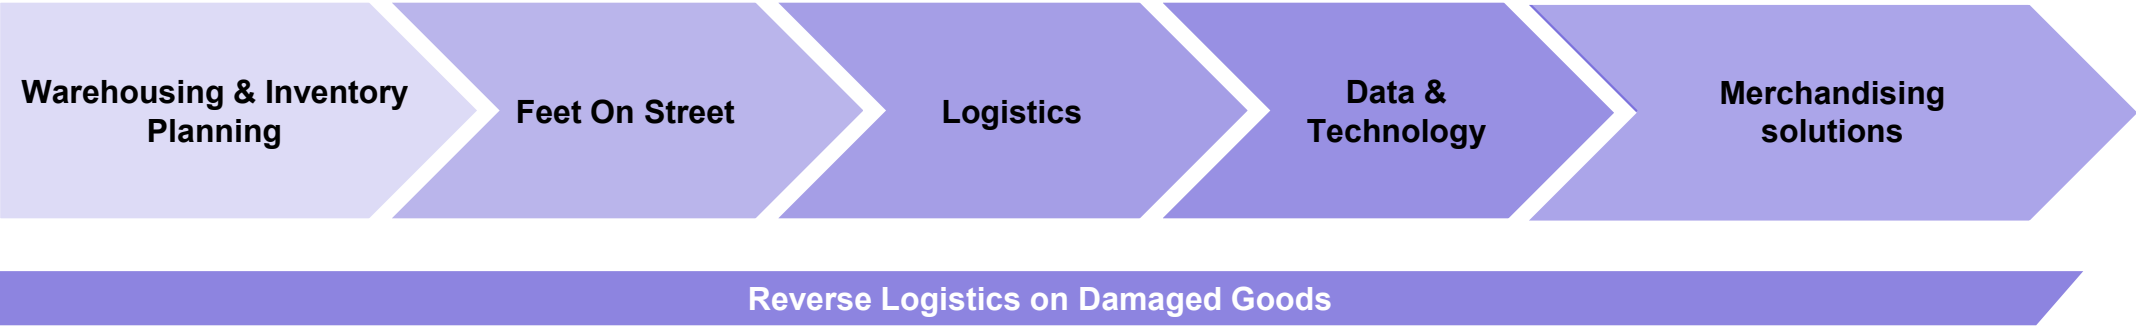 Warehousing & Inventory
Planning
Feet On Street
Logistics
Data &
Technology
Merchandising
solutions
Reverse Logistics on Damaged Goods